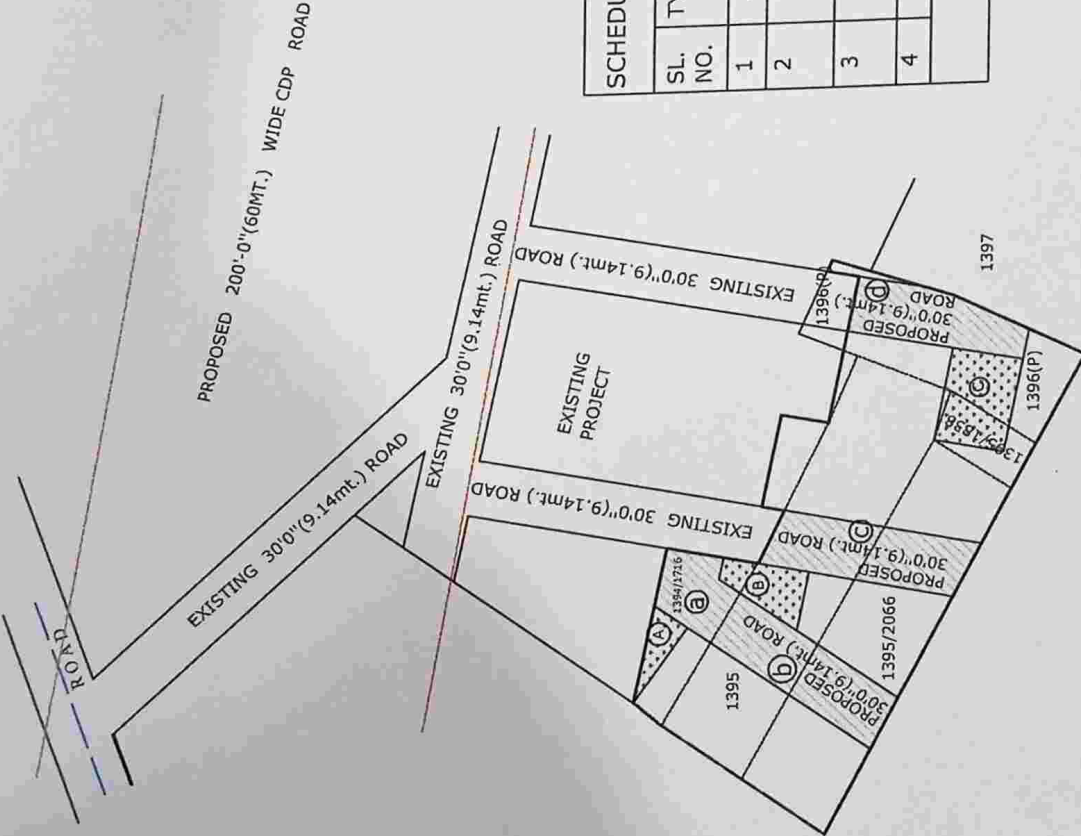 PROPOSED 200'-0"(60MT.) WIDE CDP ROAD
SCHEDU
SL.
NO.
1
2
3
4
ROAD
EXISTING 30'0"(9.14mt.) ROAD
EXISTING 30'0"(9.14mt.) ROAD
EXISTING 30'0"(9.14mt.) ROAD
EXISTING
PROJECT
EXISTING 30'0"(9.14mt.) ROAD
1396(P)
1397
d
PROPOSED
30'0"(9.14mt.)
ROAD
C
1396(P)
PROPOSED
30'0"(9.14mt.) ROAD
c
1394/1716
a
A
B
b
PROPOSED
30'0"(9.14mt.) ROAD
1395
1395/2066